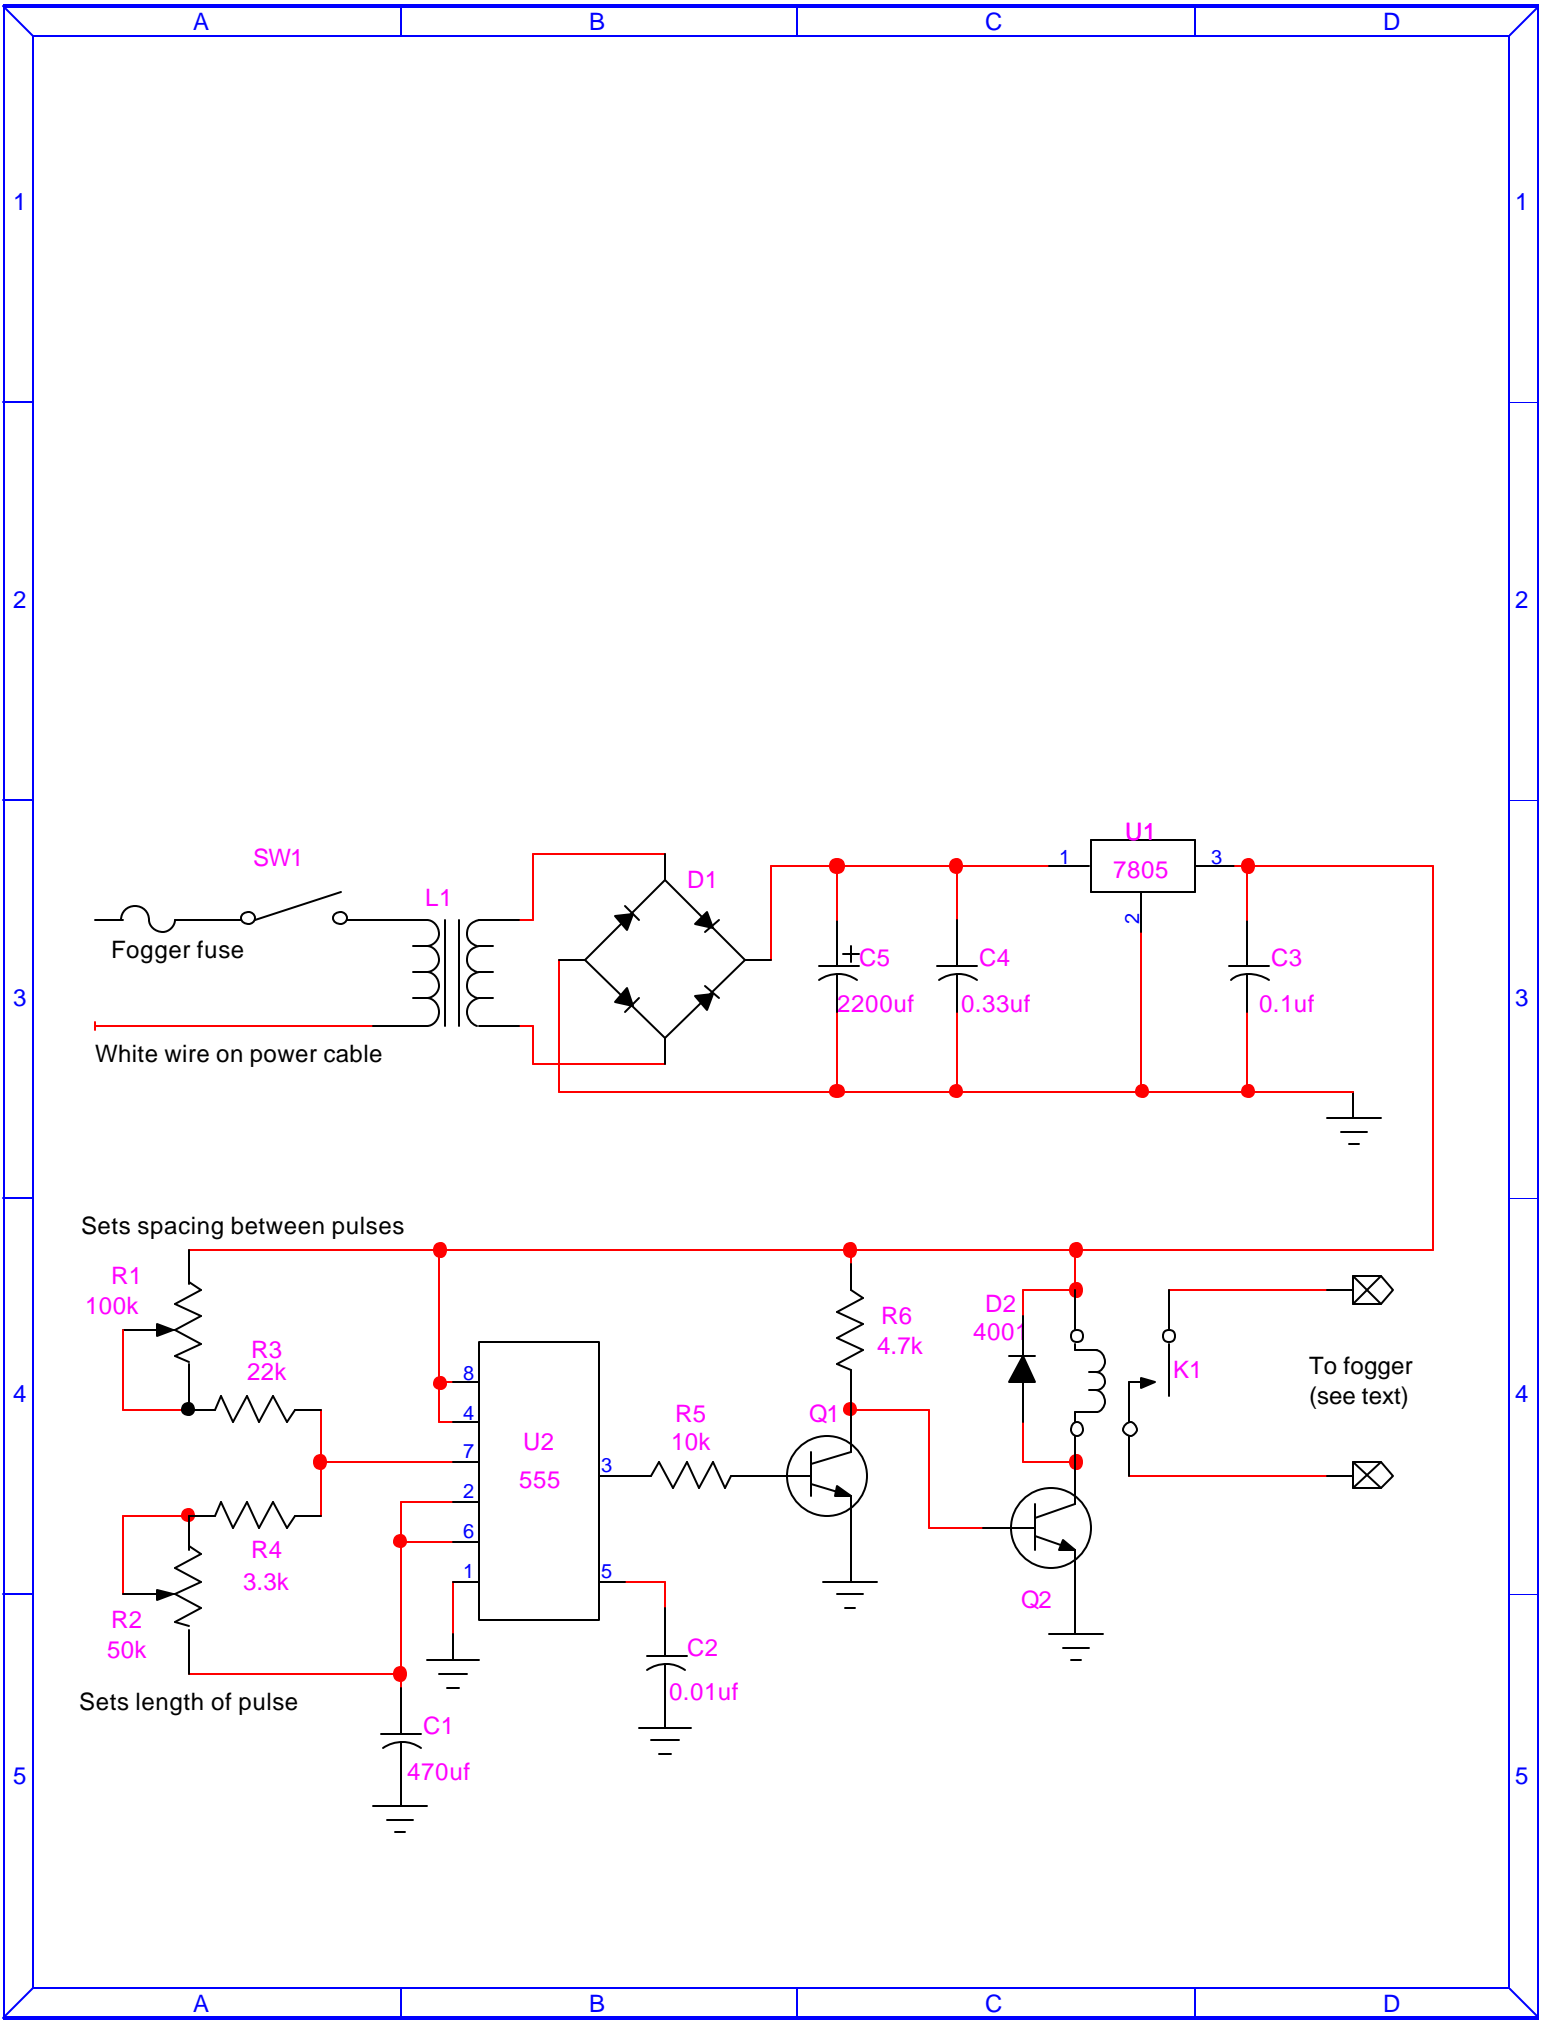 A B C D
1 1
2 2
SW1
L1
D1
U1
7805
1
3
2
Fogger fuse
+
C5
2200uf
C4
0.33uf
C3
0.1uf
3 3
White wire on power cable
Sets spacing between pulses
R1
100k
R3
22k
R6
4.7k
D2
4001
K1
To fogger
(see text)
4 4
8
4
7
2
6
1
U2
555
3
5
R5
10k
Q1
Q2
R4
3.3k
R2
50k
Sets length of pulse
C2
0.01uf
C1
470uf
5 5
A B C D